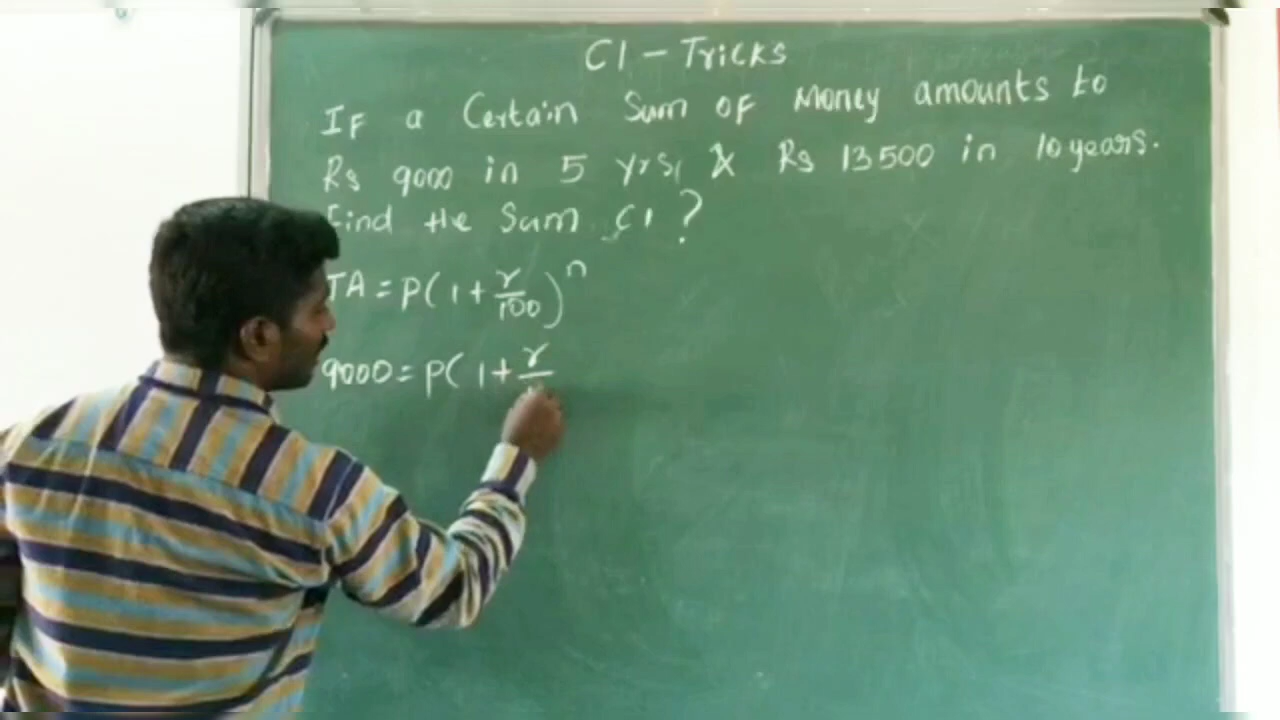 CI - Tricks
IF a Certain Sum OF Money amounts to
Rs 9000 in 5 yrs, & Rs 13500 in 10 years.
Find the Sum CI ?
TA = P( 1 + r/100 )^n
9000 = P( 1 + r/